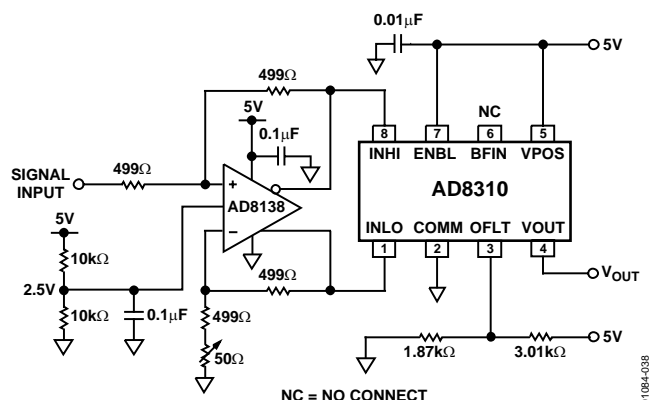 0.01μF
5V
499Ω
5V
0.1μF
NC
8 7 6 5
INHI ENBL BFIN VPOS
SIGNAL
INPUT
499Ω
+
AD8138
−
AD8310
5V
10kΩ
2.5V
10kΩ
0.1μF
499Ω
499Ω
50Ω
INLO COMM OFLT VOUT
1 2 3 4
VOUT
5V
1.87kΩ
3.01kΩ
NC = NO CONNECT
01084-038